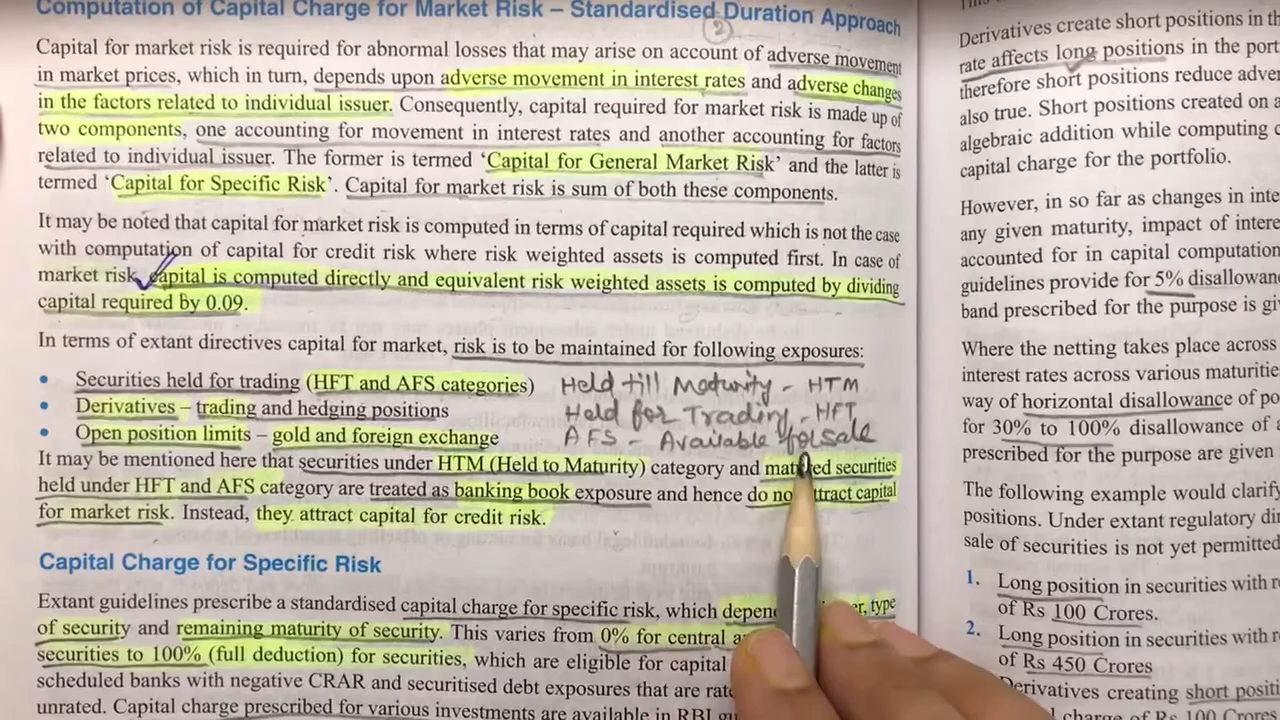 Computation of Capital Charge for Market Risk – Standardised Duration Approach
2
Capital for market risk is required for abnormal losses that may arise on account of adverse movement
in market prices, which in turn, depends upon adverse movement in interest rates and adverse changes
in the factors related to individual issuer. Consequently, capital required for market risk is made up of
two components, one accounting for movement in interest rates and another accounting for factors
related to individual issuer. The former is termed ‘Capital for General Market Risk’ and the latter is
termed ‘Capital for Specific Risk’. Capital for market risk is sum of both these components.
It may be noted that capital for market risk is computed in terms of capital required which is not the case
with computation of capital for credit risk where risk weighted assets is computed first. In case of
market risk, capital is computed directly and equivalent risk weighted assets is computed by dividing
capital required by 0.09.
In terms of extant directives capital for market, risk is to be maintained for following exposures:
• Securities held for trading (HFT and AFS categories) Held till Maturity - HTM
• Derivatives – trading and hedging positions Held for Trading - HFT
• Open position limits – gold and foreign exchange AFS - Available for sale
It may be mentioned here that securities under HTM (Held to Maturity) category and matured securities
held under HFT and AFS category are treated as banking book exposure and hence do not attract capital
for market risk. Instead, they attract capital for credit risk.
Capital Charge for Specific Risk
Extant guidelines prescribe a standardised capital charge for specific risk, which type
of security and remaining maturity of security. This varies from 0% for central
securities to 100% (full deduction) for securities, which are eligible for capital
scheduled banks with negative CRAR and securitised debt exposures that are
unrated. Capital charge prescribed for various investments are available in RBI
Derivatives create short positions in
rate affects long positions in the
therefore short positions reduce
also true. Short positions created on
algebraic addition while computing
capital charge for the portfolio.
However, in so far as changes in
any given maturity, impact of
accounted for in capital computation
guidelines provide for 5%
band prescribed for the purpose is
Where the netting takes place across
interest rates across various
way of horizontal disallowance of
for 30% to 100% disallowance of
prescribed for the purpose are given
The following example would clarify
positions. Under extant regulatory
sale of securities is not yet permitted
1. Long position in securities with
of Rs 100 Crores.
2. Long position in securities with
of Rs 450 Crores
Derivatives creating short
charge of Rs 100 Crores